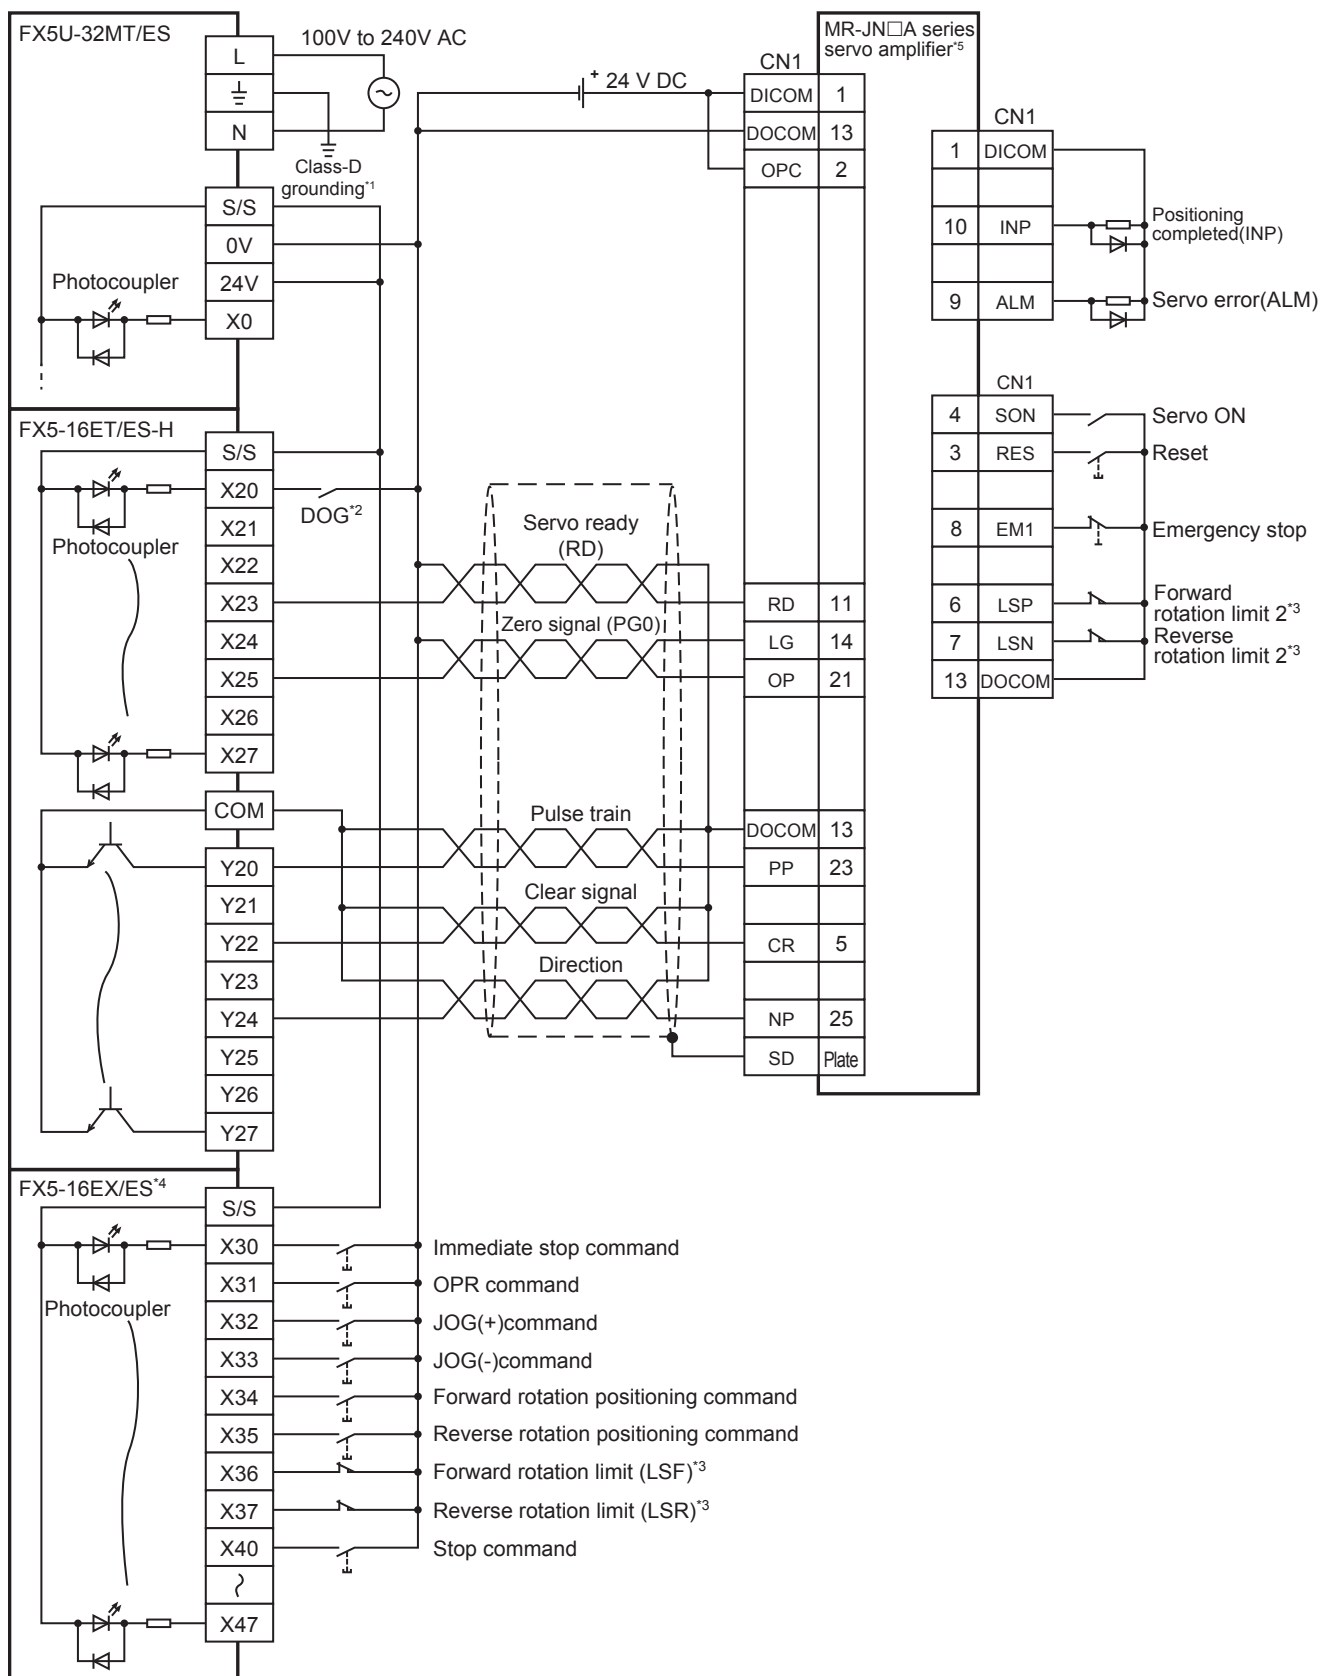 FX5U-32MT/ES
L
N
100V to 240V AC
Class-D
grounding*1
S/S
0V
24V
X0
Photocoupler
FX5-16ET/ES-H
S/S
X20
X21
X22
X23
X24
X25
X26
X27
Photocoupler
DOG*2
COM
Y20
Y21
Y22
Y23
Y24
Y25
Y26
Y27
FX5-16EX/ES*4
S/S
X30 Immediate stop command
X31 OPR command
X32 JOG(+)command
X33 JOG(-)command
X34 Forward rotation positioning command
X35 Reverse rotation positioning command
X36 Forward rotation limit (LSF)*3
X37 Reverse rotation limit (LSR)*3
X40 Stop command
X47
Photocoupler
+ 24 V DC
Servo ready
(RD)
Zero signal (PG0)
Pulse train
Clear signal
Direction
MR-JN□A series
servo amplifier*5
CN1
DICOM 1
DOCOM 13
OPC 2
RD 11
LG 14
OP 21
DOCOM 13
PP 23
CR 5
NP 25
SD Plate
CN1
1 DICOM
10 INP
Positioning
completed(INP)
9 ALM Servo error(ALM)
CN1
4 SON Servo ON
3 RES Reset
8 EM1 Emergency stop
6 LSP
Forward
rotation limit 2*3
7 LSN
Reverse
rotation limit 2*3
13 DOCOM